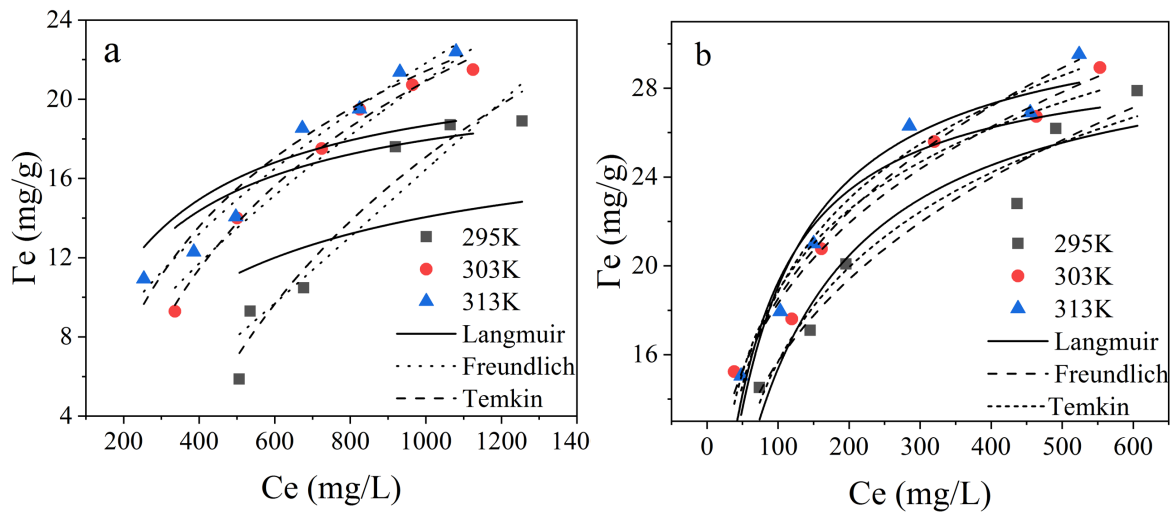 a
Γe (mg/g)
24
20
16
12
8
4
200
400
600
800
1000
1200
140
Ce (mg/L)
295K
303K
313K
Langmuir
Freundlich
Temkin
b
Γe (mg/g)
28
24
20
16
0
100
200
300
400
500
600
Ce (mg/L)
295K
303K
313K
Langmuir
Freundlich
Temkin